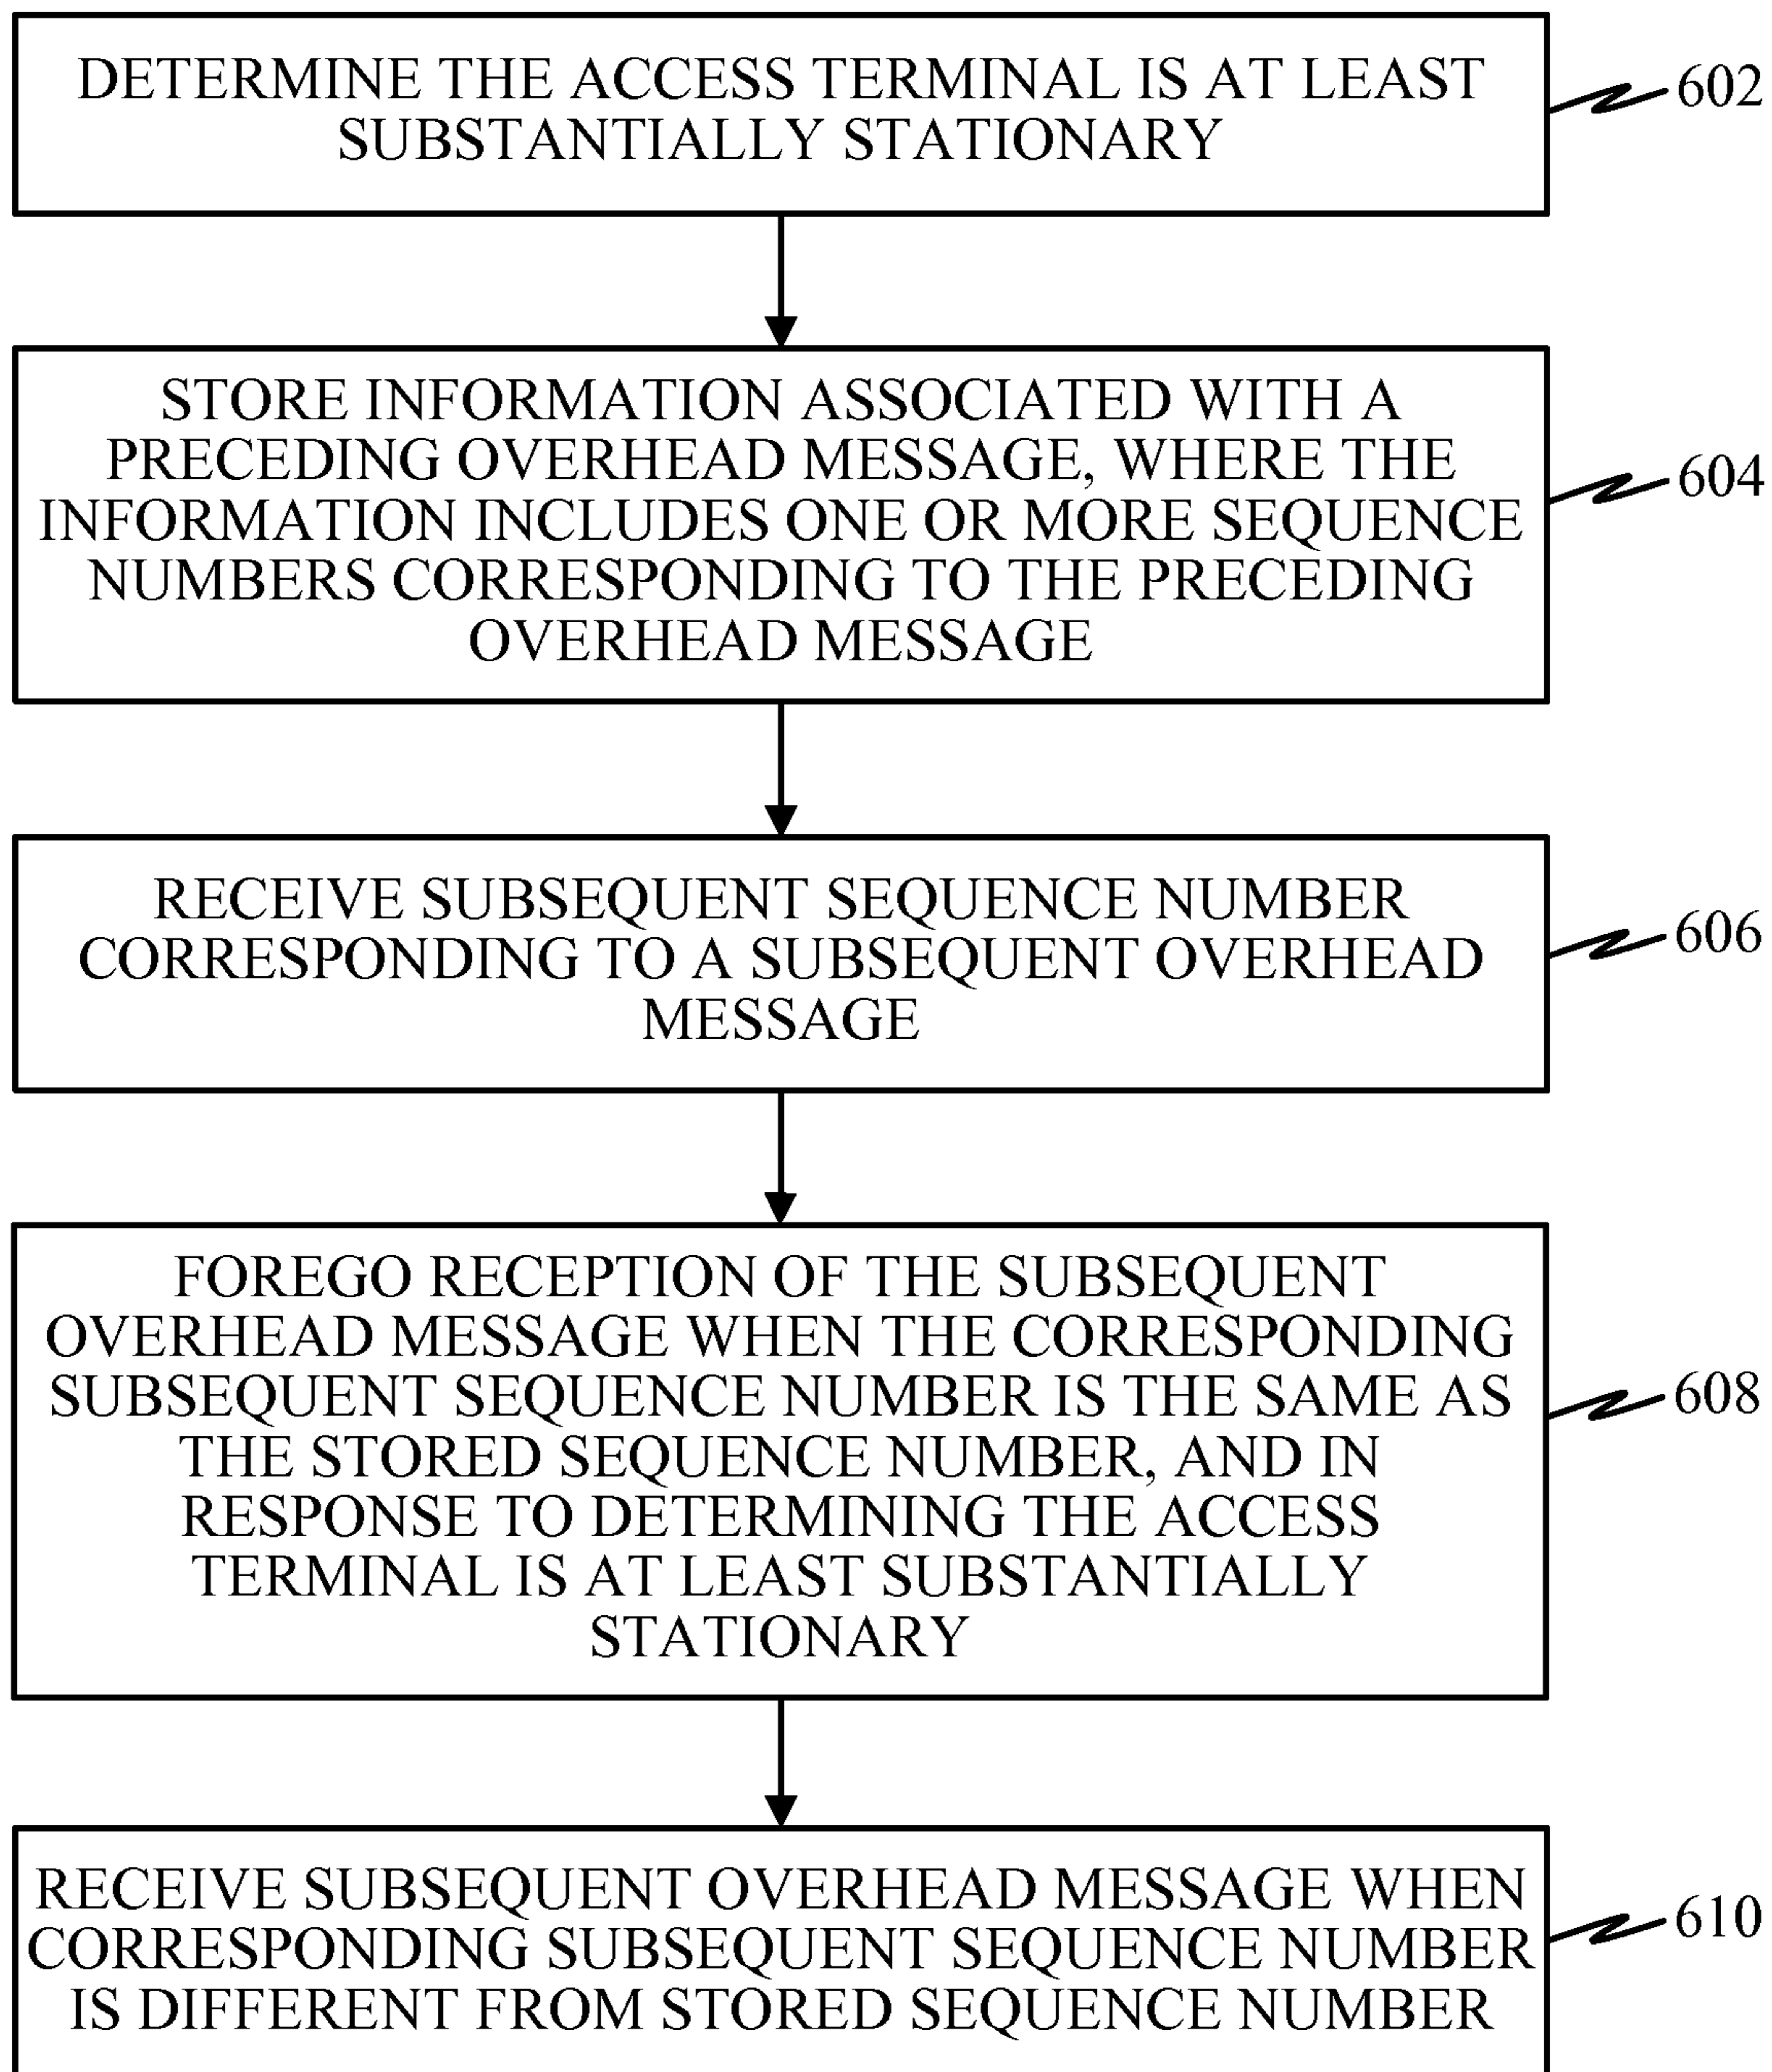 DETERMINE THE ACCESS TERMINAL IS AT LEAST
SUBSTANTIALLY STATIONARY
602
STORE INFORMATION ASSOCIATED WITH A
PRECEDING OVERHEAD MESSAGE, WHERE THE
INFORMATION INCLUDES ONE OR MORE SEQUENCE
NUMBERS CORRESPONDING TO THE PRECEDING
OVERHEAD MESSAGE
604
RECEIVE SUBSEQUENT SEQUENCE NUMBER
CORRESPONDING TO A SUBSEQUENT OVERHEAD
MESSAGE
606
FOREGO RECEPTION OF THE SUBSEQUENT
OVERHEAD MESSAGE WHEN THE CORRESPONDING
SUBSEQUENT SEQUENCE NUMBER IS THE SAME AS
THE STORED SEQUENCE NUMBER, AND IN
RESPONSE TO DETERMINING THE ACCESS
TERMINAL IS AT LEAST SUBSTANTIALLY
STATIONARY
608
RECEIVE SUBSEQUENT OVERHEAD MESSAGE WHEN
CORRESPONDING SUBSEQUENT SEQUENCE NUMBER
IS DIFFERENT FROM STORED SEQUENCE NUMBER
610